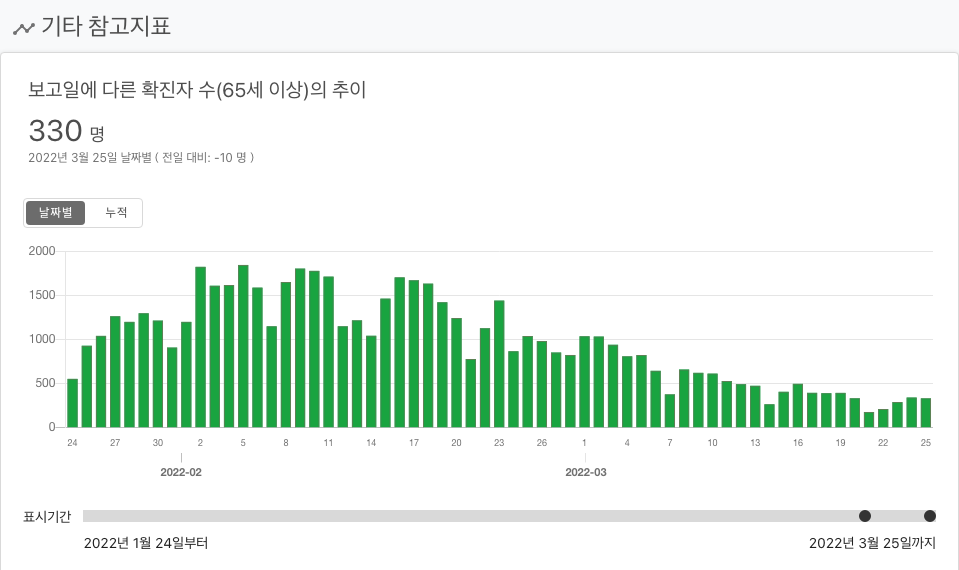 기타 참고지표
보고일에 다른 확진자 수(65세 이상)의 추이
330 명
2022년 3월 25일 날짜별 ( 전일 대비: -10 명 )
날짜별 누적
2000
1500
1000
500
0
24 27 30 2 5 8 11 14 17 20 23 26 1 4 7 10 13 16 19 22 25
2022-02 2022-03
표시기간
2022년 1월 24일부터 2022년 3월 25일까지